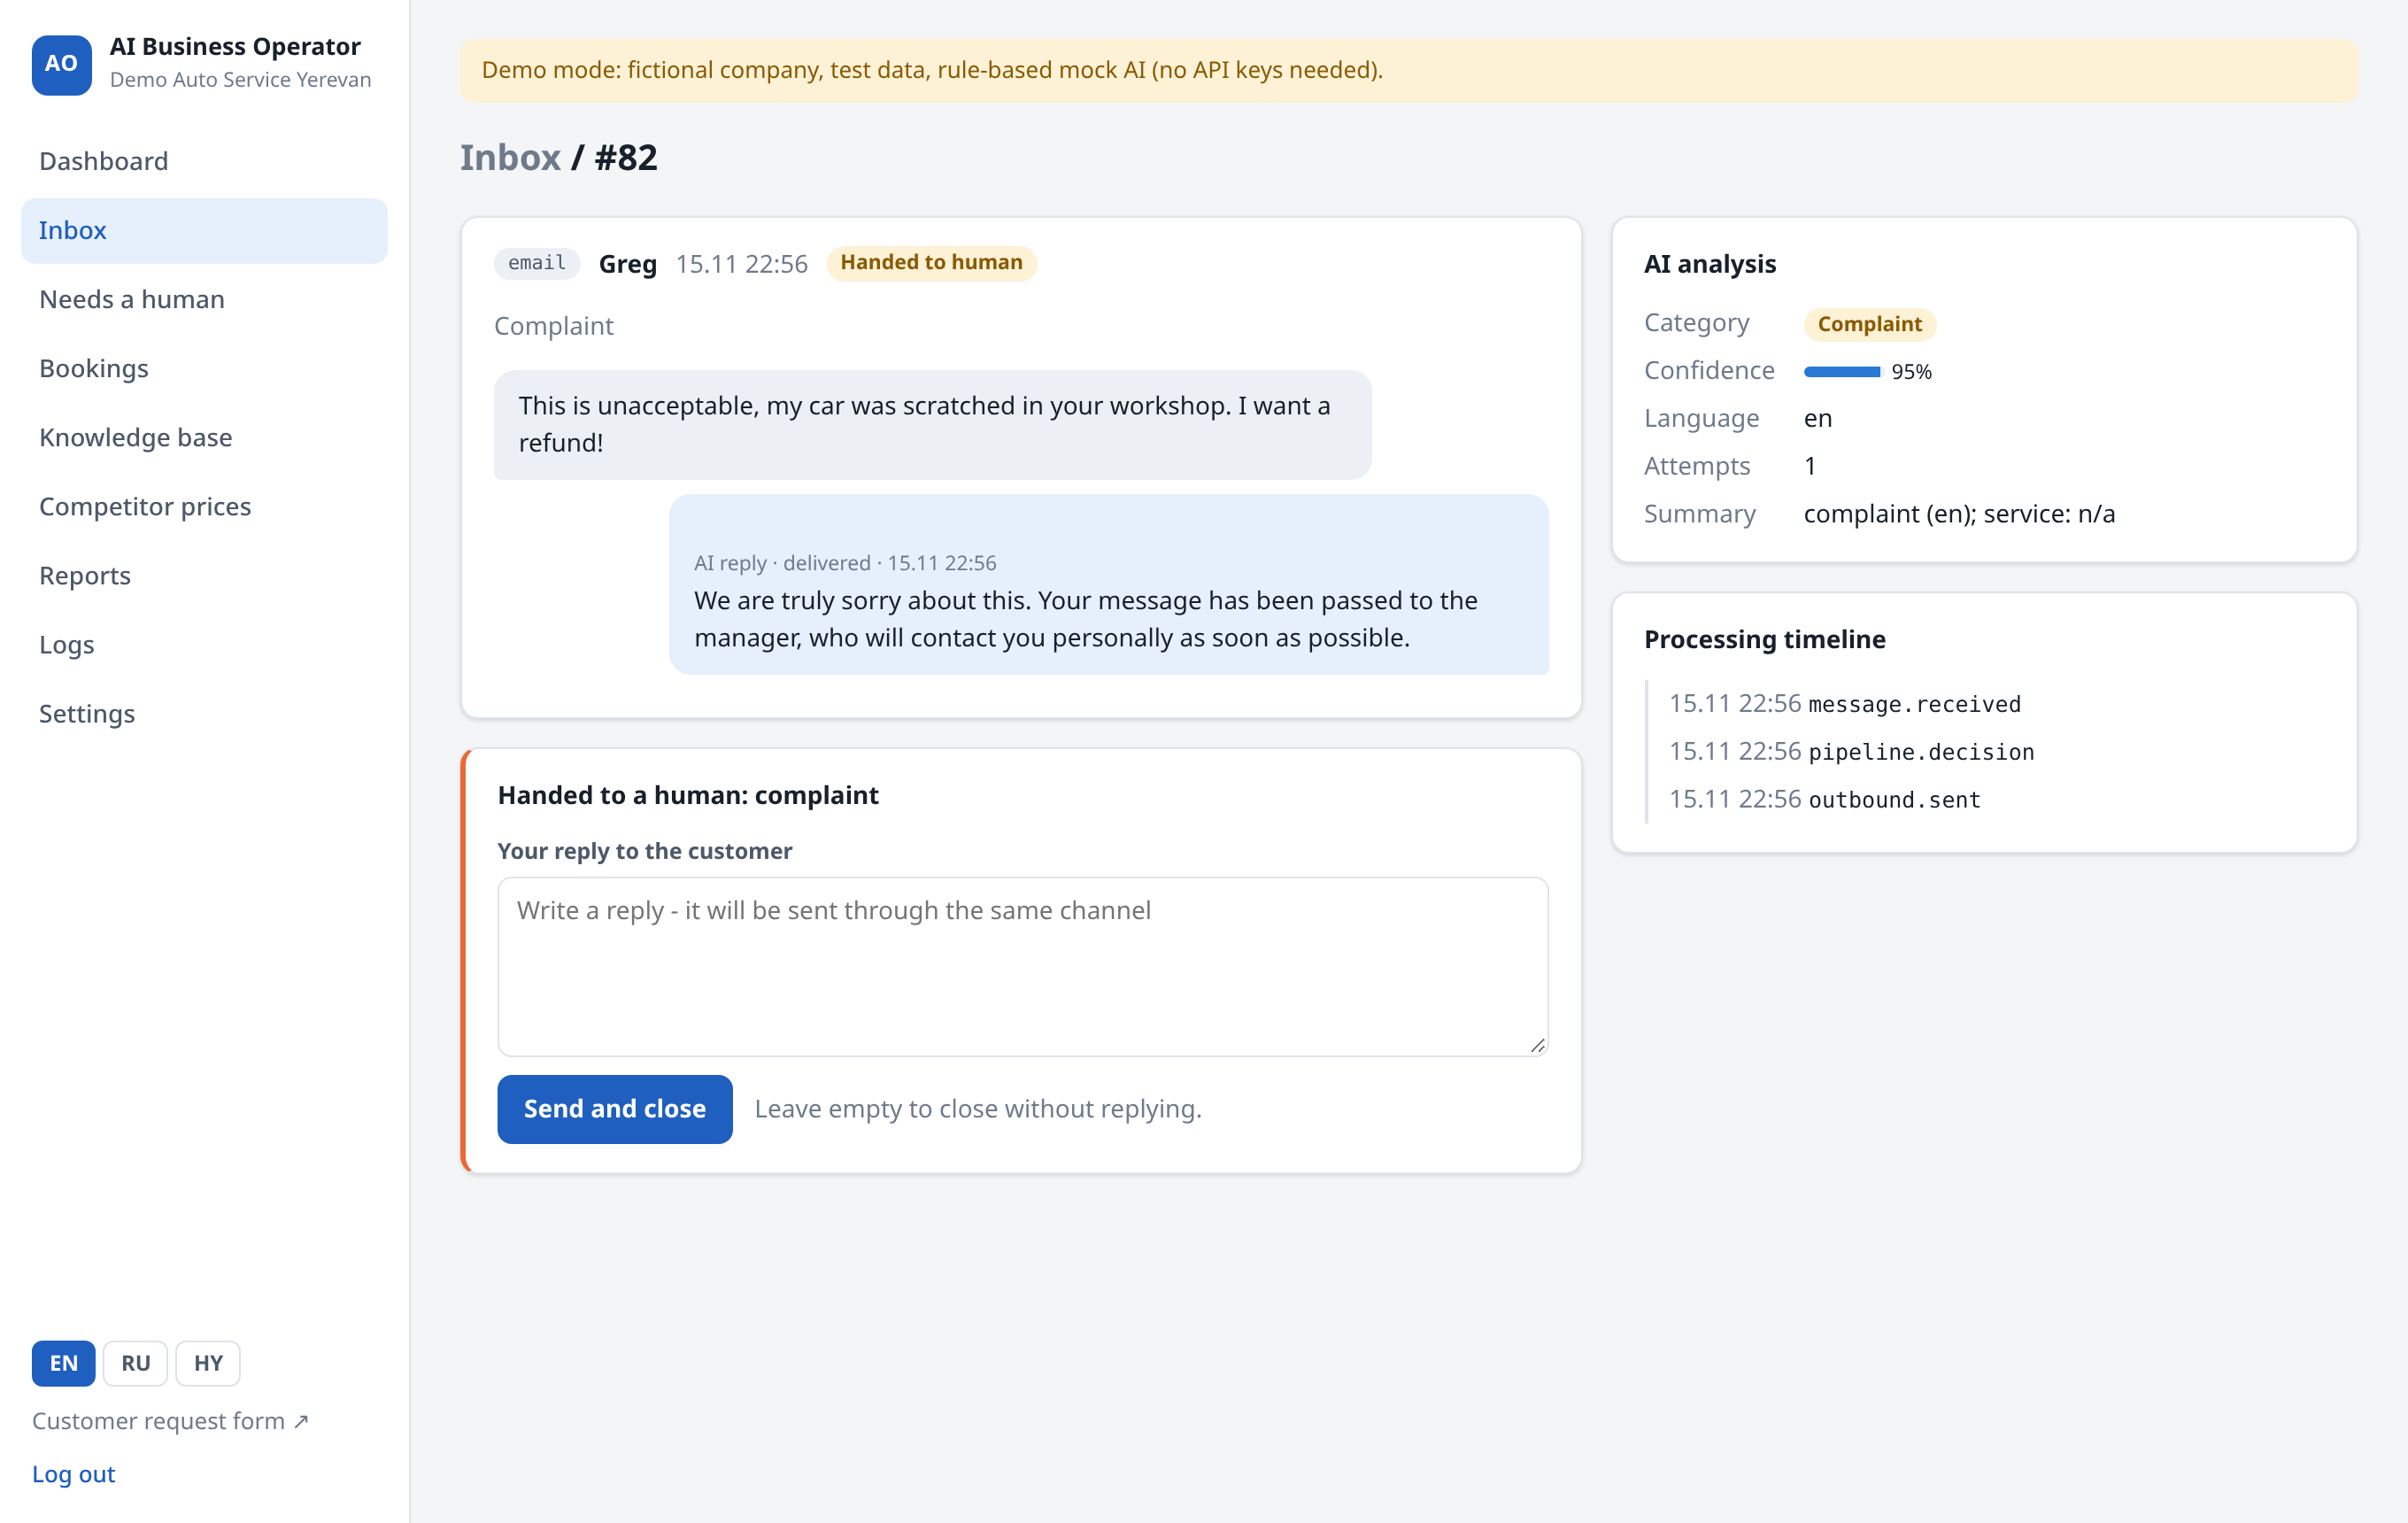 AO
AI Business Operator
Demo Auto Service Yerevan
Dashboard
Inbox
Needs a human
Bookings
Knowledge base
Competitor prices
Reports
Logs
Settings
EN RU HY
Customer request form ↗
Log out
Demo mode: fictional company, test data, rule-based mock AI (no API keys needed).
Inbox / #82
email Greg 15.11 22:56 Handed to human
Complaint
This is unacceptable, my car was scratched in your workshop. I want a
refund!
AI reply · delivered · 15.11 22:56
We are truly sorry about this. Your message has been passed to the
manager, who will contact you personally as soon as possible.
Handed to a human: complaint
Your reply to the customer
Write a reply - it will be sent through the same channel
Send and close Leave empty to close without replying.
AI analysis
Category Complaint
Confidence 95%
Language en
Attempts 1
Summary complaint (en); service: n/a
Processing timeline
15.11 22:56 message.received
15.11 22:56 pipeline.decision
15.11 22:56 outbound.sent